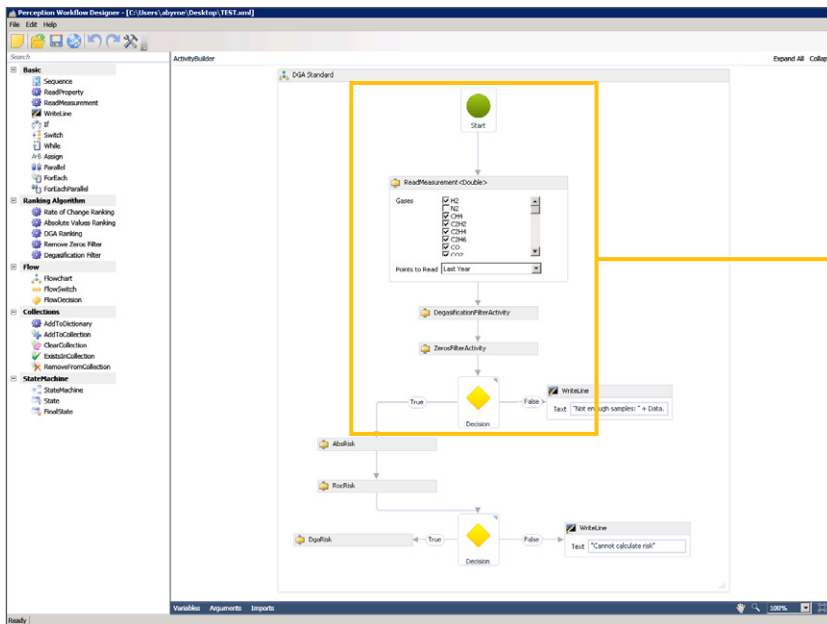 Perception Workflow Designer - [C:\Users\abyrne\Desktop\TEST.xml]
File Edit Help
Search
Basic
Sequence
ReadProperty
ReadMeasurement
WriteLine
If
Switch
While
A+B Assign
Parallel
ForEach
ForEachParallel
Ranking Algorithm
Rate of Change Ranking
Absolute Values Ranking
DGA Ranking
Remove Zeros Filter
Degasification Filter
Flow
Flowchart
FlowSwitch
FlowDecision
Collections
AddToDictionary
AddToCollection
ClearCollection
ExistsInCollection
RemoveFromCollection
StateMachine
StateMachine
State
FinalState
ActivityBuilder
Expand All Collap
DGA Standard
Start
ReadMeasurement<Double>
Gases
H2
N2
CH4
C2H2
C2H4
C2H6
CO
CO2
Points to Read Last Year
DegasificationFilterActivity
ZerosFilterActivity
True
Decision
False
WriteLine
Text "Not enough samples: " + Data.
AbsRisk
RocRisk
DgaRisk
True
Decision
False
WriteLine
Text "Cannot calculate risk"
Variables Arguments Imports
100%
Ready